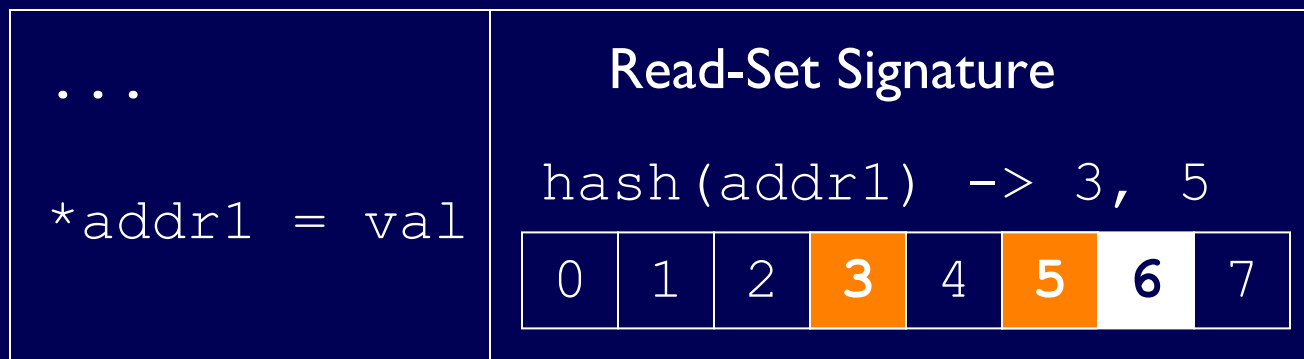 ...
*addr1 = val
Read-Set Signature
hash(addr1) -> 3, 5
0 1 2 3 4 5 6 7